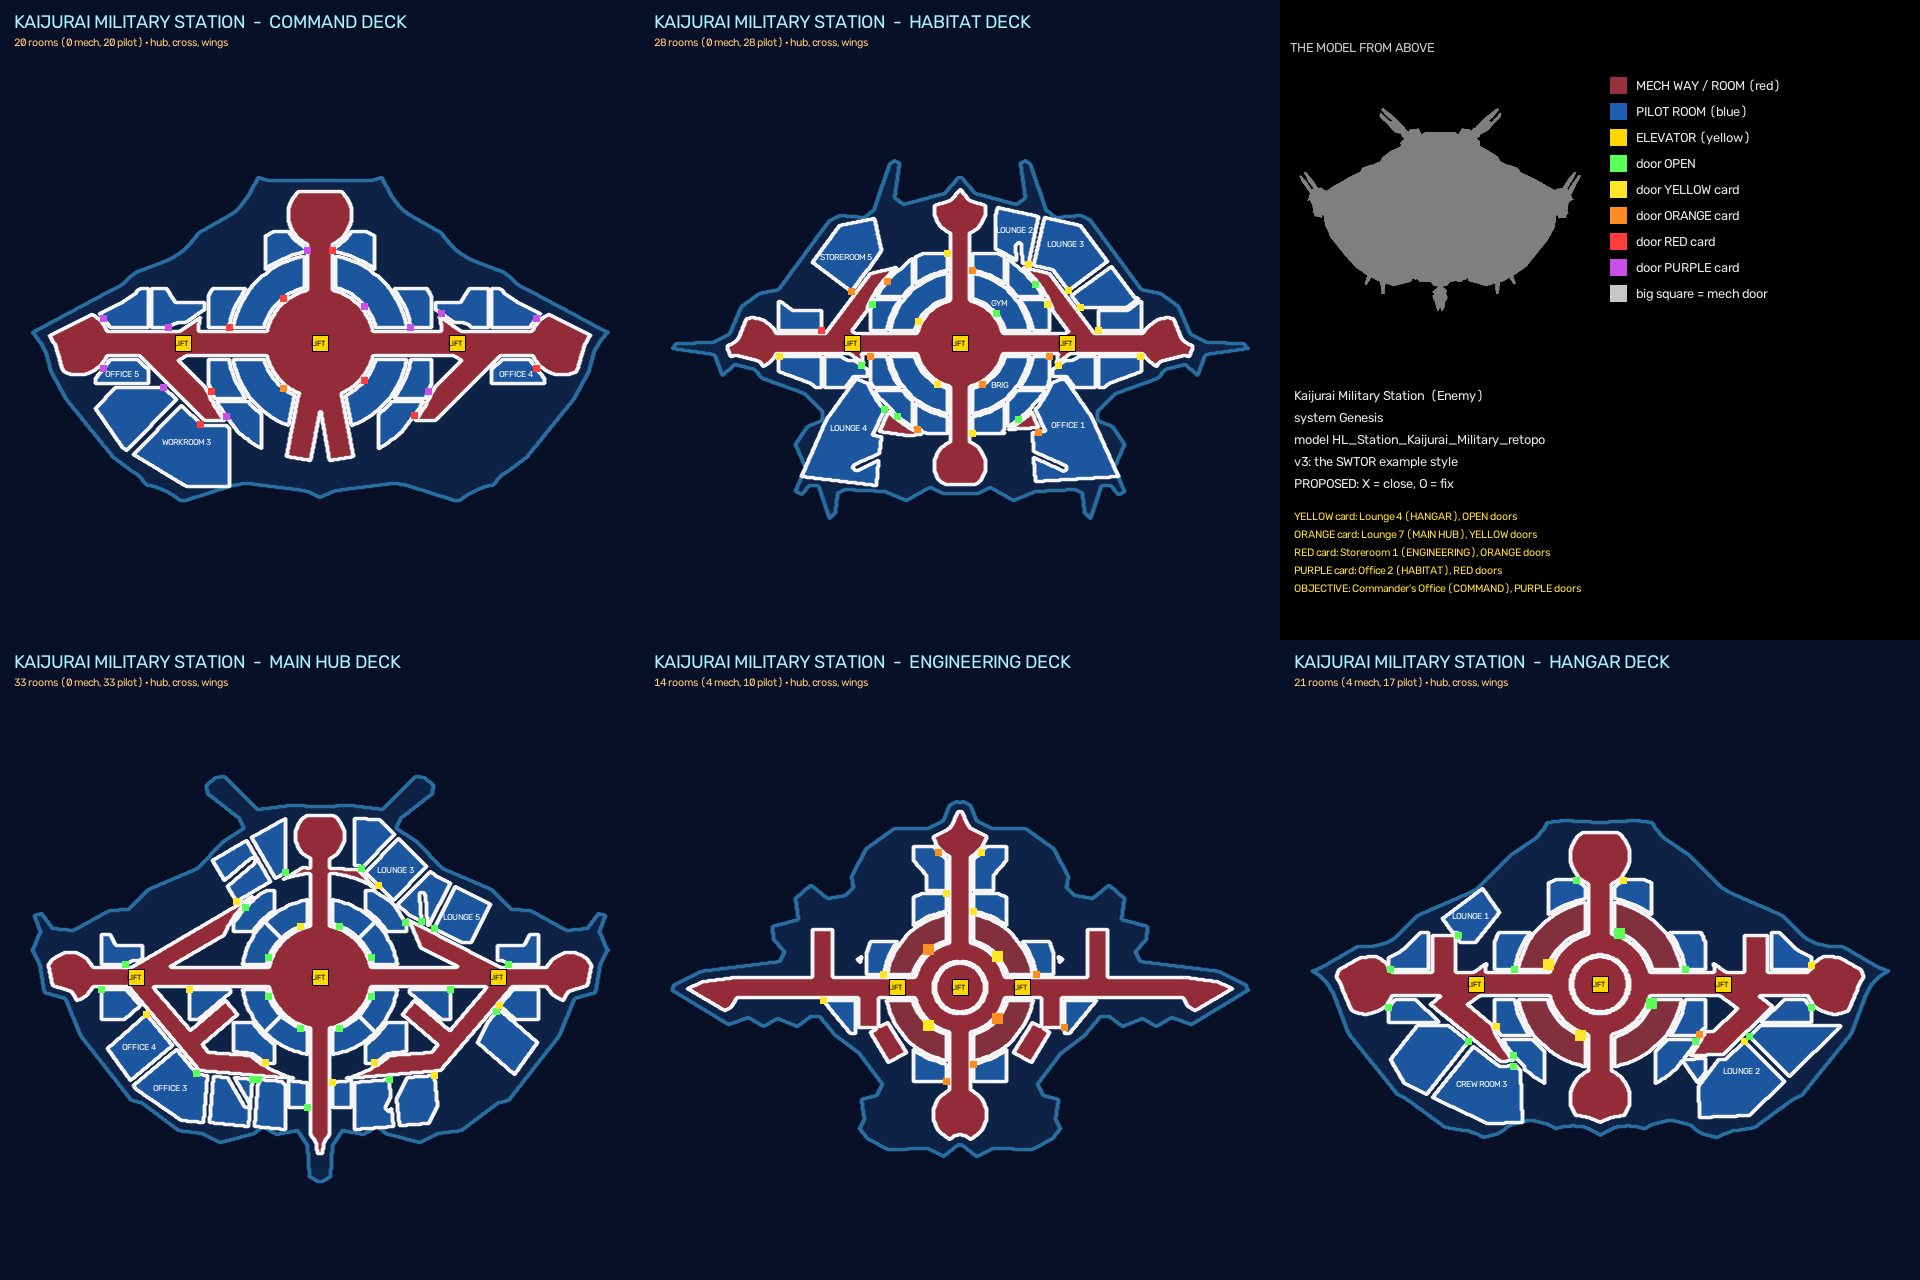 KAIJURAI MILITARY STATION - COMMAND DECK
20 rooms (0 mech, 20 pilot) • hub, cross, wings
LIFT
LIFT
LIFT
OFFICE 5
OFFICE 4
WORKROOM 3
KAIJURAI MILITARY STATION - HABITAT DECK
28 rooms (0 mech, 28 pilot) • hub, cross, wings
LOUNGE 2
LOUNGE 3
STOREROOM 5
GYM
LIFT
LIFT
LIFT
BRIG
LOUNGE 4
OFFICE 1
THE MODEL FROM ABOVE
MECH WAY / ROOM (red)
PILOT ROOM (blue)
ELEVATOR (yellow)
door OPEN
door YELLOW card
door ORANGE card
door RED card
door PURPLE card
big square = mech door
Kaijurai Military Station (Enemy)
system Genesis
model HL_Station_Kaijurai_Military_retopo
v3: the SWTOR example style
PROPOSED: X = close, O = fix
YELLOW card: Lounge 4 (HANGAR), OPEN doors
ORANGE card: Lounge 7 (MAIN HUB), YELLOW doors
RED card: Storeroom 1 (ENGINEERING), ORANGE doors
PURPLE card: Office 2 (HABITAT), RED doors
OBJECTIVE: Commander's Office (COMMAND), PURPLE doors
KAIJURAI MILITARY STATION - MAIN HUB DECK
33 rooms (0 mech, 33 pilot) • hub, cross, wings
LOUNGE 3
LOUNGE 5
LIFT
LIFT
LIFT
OFFICE 4
OFFICE 3
KAIJURAI MILITARY STATION - ENGINEERING DECK
14 rooms (4 mech, 10 pilot) • hub, cross, wings
LIFT
LIFT
LIFT
KAIJURAI MILITARY STATION - HANGAR DECK
21 rooms (4 mech, 17 pilot) • hub, cross, wings
LOUNGE 1
LIFT
LIFT
LIFT
LOUNGE 2
CREW ROOM 3